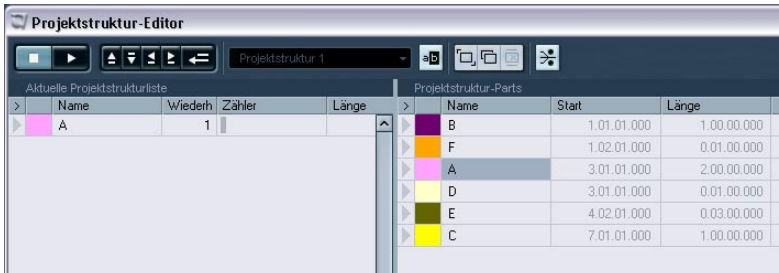 Projektstruktur-Editor
Projektstruktur 1
ab
Aktuelle Projektstrukturliste
> Name Wiederh Zähler Länge
A 1
Projektstruktur-Parts
> Name Start Länge
B 1.01.01.000 1.00.00.000
F 1.02.01.000 0.01.00.000
A 3.01.01.000 2.00.00.000
D 3.01.01.000 0.01.00.000
E 4.02.01.000 0.03.00.000
C 7.01.01.000 1.00.00.000